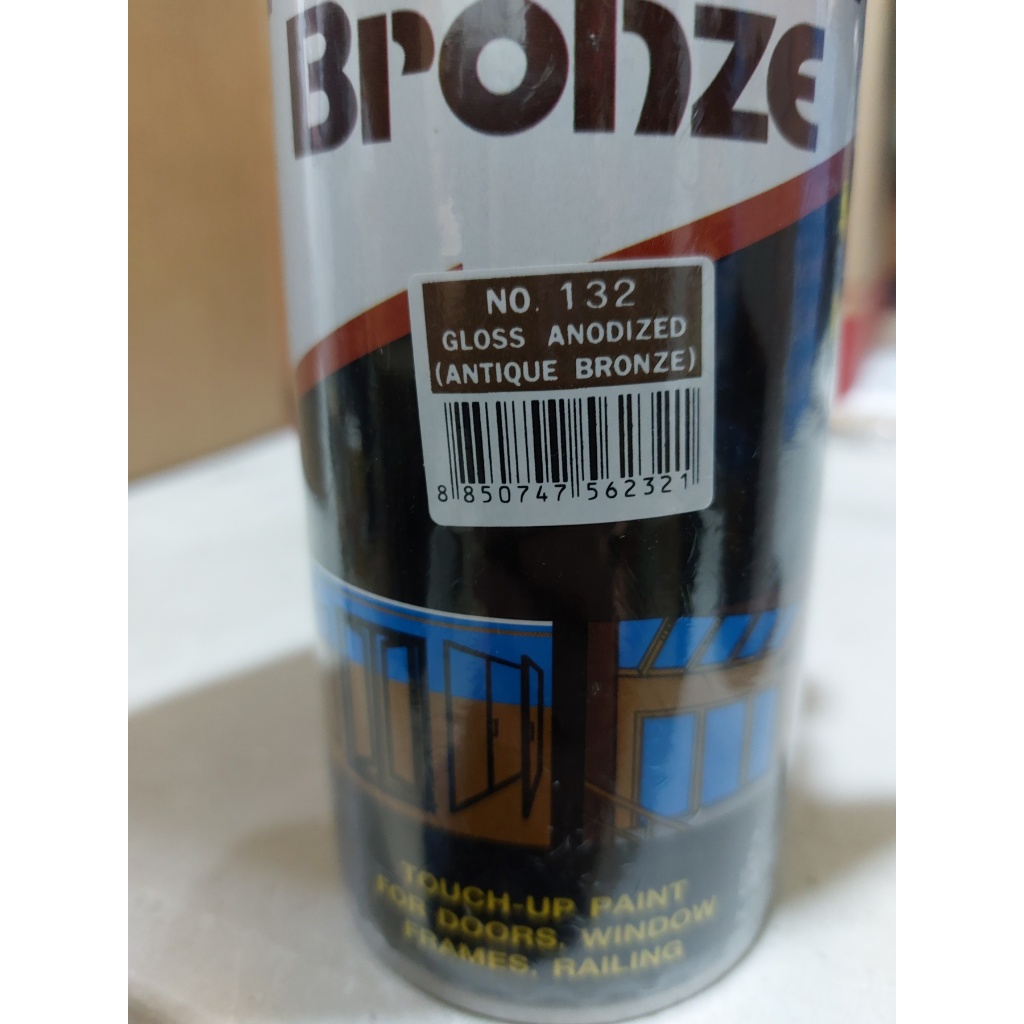 Bronze
NO. 132
GLOSS ANODIZED
(ANTIQUE BRONZE)
8 850747 562321
TOUCH-UP PAINT
FOR DOORS, WINDOW
FRAMES, RAILING